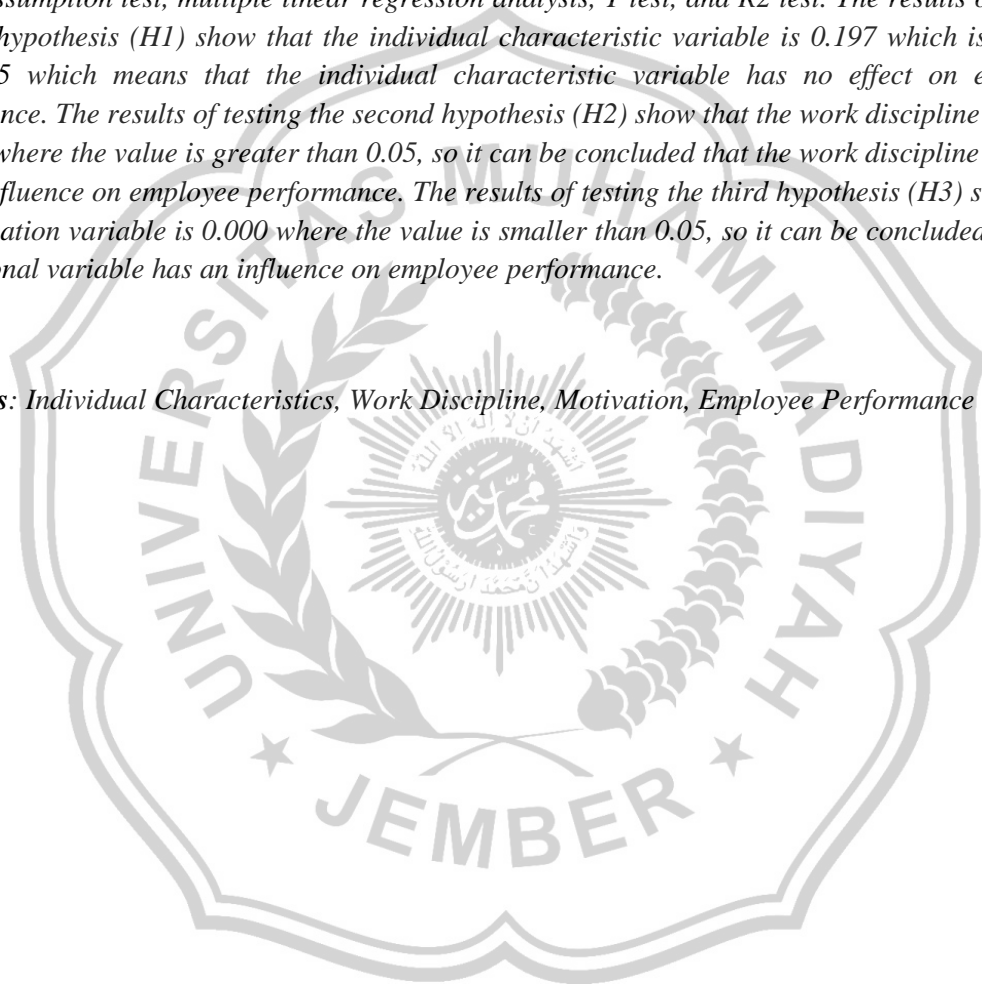 ssumption test, multiple linear regression analysis, T test, and R2 test. The results o
hypothesis (H1) show that the individual characteristic variable is 0.197 which is
5 which means that the individual characteristic variable has no effect on e
nce. The results of testing the second hypothesis (H2) show that the work discipline
where the value is greater than 0.05, so it can be concluded that the work discipline
fluence on employee performance. The results of testing the third hypothesis (H3) s
ation variable is 0.000 where the value is smaller than 0.05, so it can be concluded
onal variable has an influence on employee performance.
s: Individual Characteristics, Work Discipline, Motivation, Employee Performance
UNIVERSITAS MUHAMMADIYAH
JEMBER